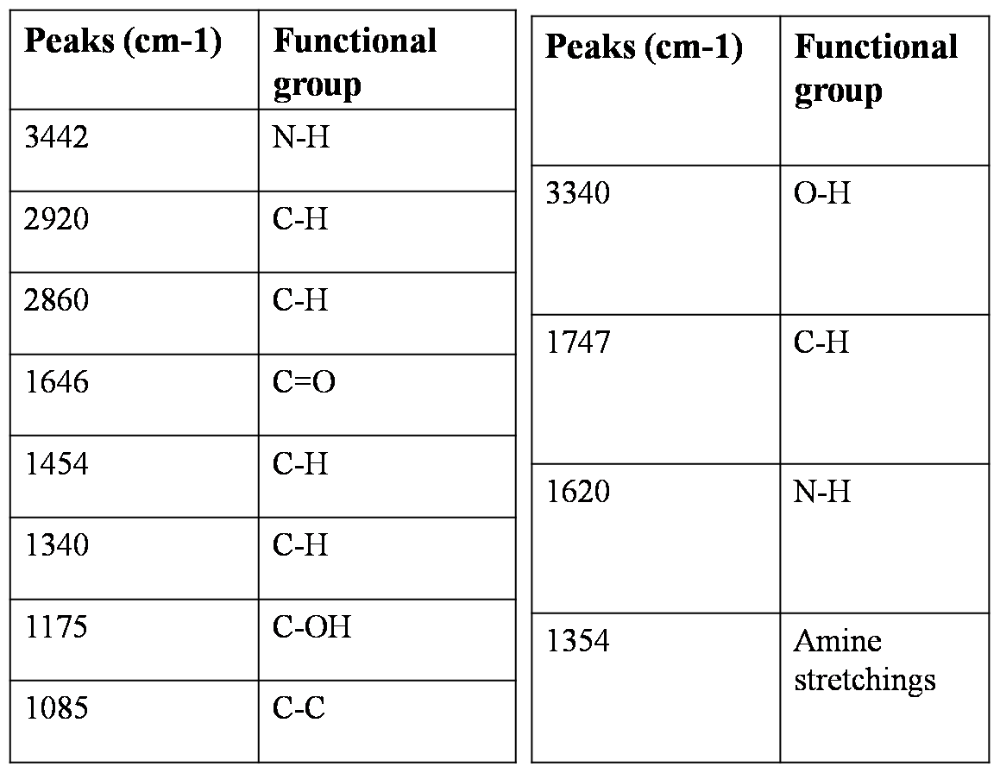 Peaks (cm-1) Functional
group
3442 N-H
2920 C-H
2860 C-H
1646 C=O
1454 C-H
1340 C-H
1175 C-OH
1085 C-C
Peaks (cm-1) Functional
group
3340 O-H
1747 C-H
1620 N-H
1354 Amine
stretchings